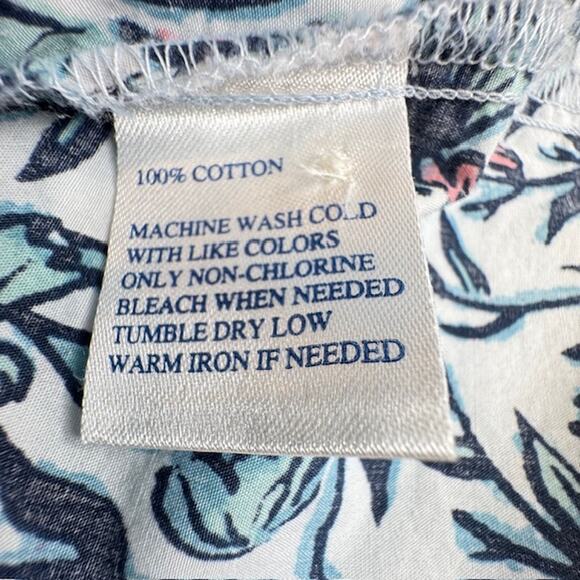 100% COTTON
MACHINE WASH COLD
WITH LIKE COLORS
ONLY NON-CHLORINE
BLEACH WHEN NEEDED
TUMBLE DRY LOW
WARM IRON IF NEEDED